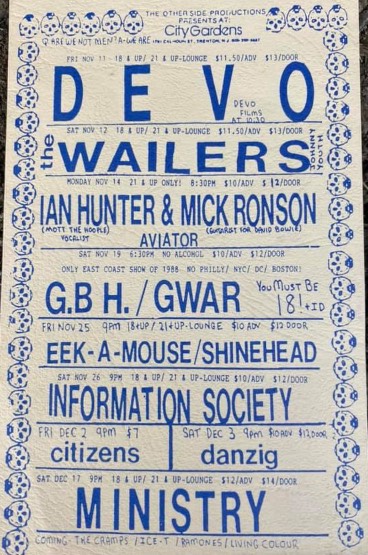 THE OTHER SIDE PRODUCTIONS
PRESENTS AT:
City Gardens
Q: ARE WE NOT MEN? A: WE ARE
1701 CALHOUN ST., TRENTON, N.J.
FRI NOV 11 18 & UP/ 21 & UP-LOUNGE $11.50/ADV $13/DOOR
DEVO
DEVO
FILMS
AT 10:30
SAT NOV 12 18 & UP/ 21 & UP-LOUNGE $11.50/ADV $13/DOOR
the WAILERS
JOHNNY
YOUTH
MONDAY NOV 14 21 & UP ONLY! 8:30PM $10/ADV $12/DOOR
IAN HUNTER & MICK RONSON
(MOTT THE HOOPLE) (GUITARIST FOR DAVID BOWIE)
VOCALIST
AVIATOR
SAT NOV 19 6:30PM NO ALCOHOL $10/ADV $12/DOOR
ONLY EAST COAST SHOW OF 1988- NO PHILLY/ NYC/ DC/ BOSTON!
G.B H./GWAR
YOU MUST BE
18! +ID
FRI NOV 25 9pm 18+UP/ 21+UP-LOUNGE $10 ADV $12 DOOR
EEK-A-MOUSE/SHINEHEAD
SAT NOV 26 9PM 18 & UP/ 21 & UP-LOUNGE $10/ADV $12/DOOR
INFORMATION SOCIETY
FRI DEC 2 9pm $7
citizens
SAT DEC 3 9pm $10 ADV $12 DOOR
danzig
SAT DEC 17 9PM 18 & UP/ 21 & UP-LOUNGE $12/ADV $14/DOOR
MINISTRY
COMING- THE CRAMPS /ICE-T /RAMONES/ LIVING COLOUR